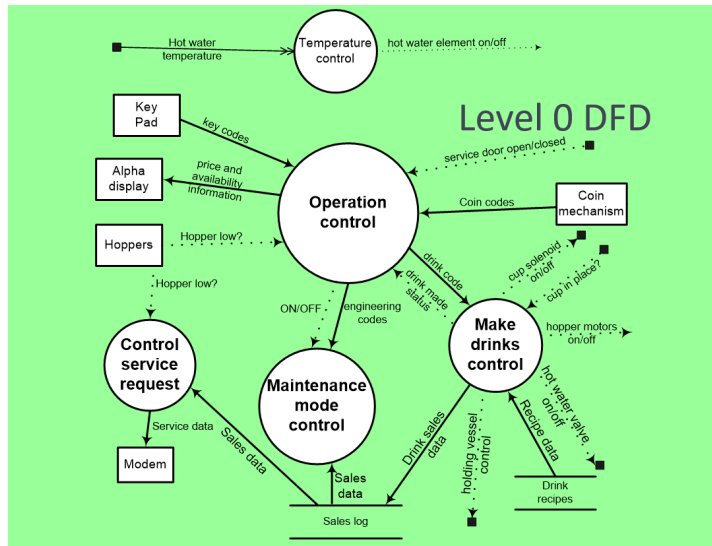 Hot water
temperature
Temperature
control
hot water element on/off
Key
Pad
key codes
Level 0 DFD
service door open/closed
Alpha
display
price and
availability
information
Operation
control
Coin codes
Coin
mechanism
Hoppers
Hopper low?
drink code
cup solenoid
on/off
cup in place?
Hopper low?
drink made
status
ON/OFF
engineering
codes
Make
drinks
control
hopper motors
on/off
Control
service
request
Maintenance
mode
control
hot water valve
on/off
Service data
Sales data
Drink sales
data
holding vessel
control
Recipe data
Modem
Sales
data
Drink
recipes
Sales log